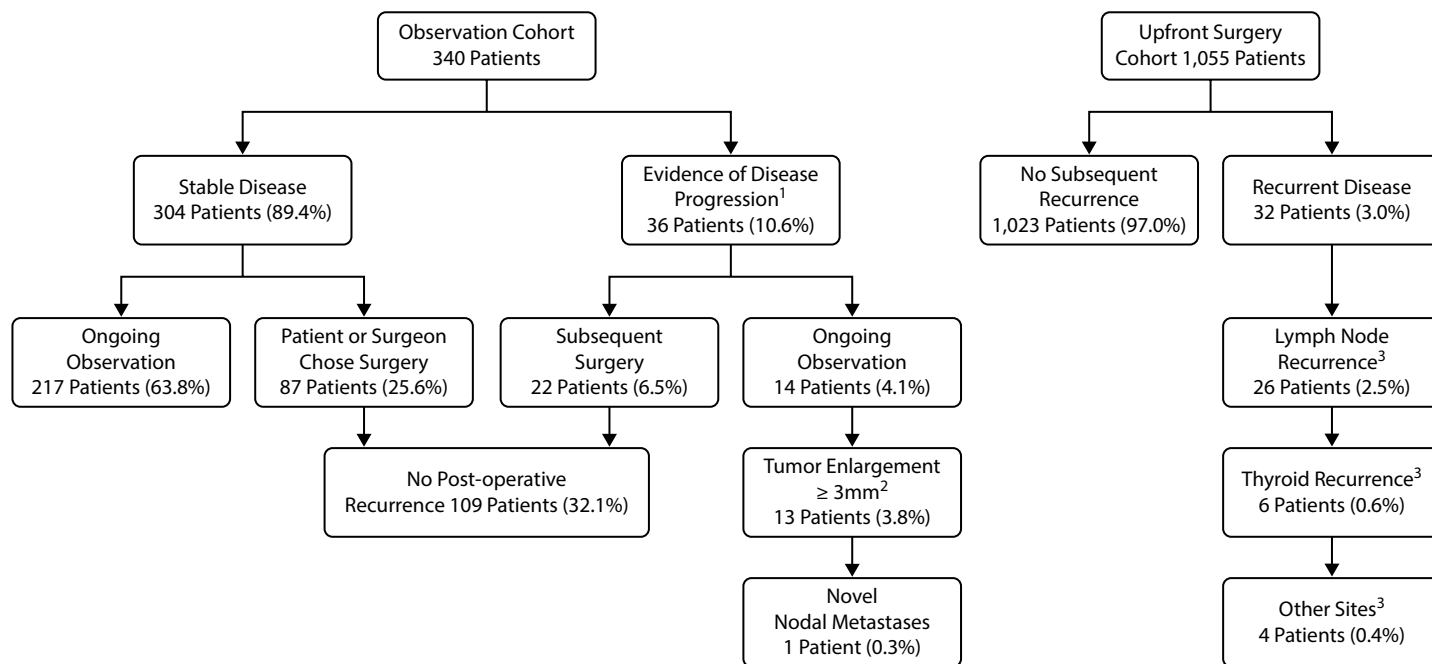 Observation Cohort
340 Patients
Upfront Surgery
Cohort 1,055 Patients
Stable Disease
304 Patients (89.4%)
Evidence of Disease
Progression¹
36 Patients (10.6%)
No Subsequent
Recurrence
1,023 Patients (97.0%)
Recurrent Disease
32 Patients (3.0%)
Ongoing
Observation
217 Patients (63.8%)
Patient or Surgeon
Chose Surgery
87 Patients (25.6%)
Subsequent
Surgery
22 Patients (6.5%)
Ongoing
Observation
14 Patients (4.1%)
Lymph Node
Recurrence³
26 Patients (2.5%)
No Post-operative
Recurrence 109 Patients (32.1%)
Tumor Enlargement
≥ 3mm²
13 Patients (3.8%)
Thyroid Recurrence³
6 Patients (0.6%)
Novel
Nodal Metastases
1 Patient (0.3%)
Other Sites³
4 Patients (0.4%)